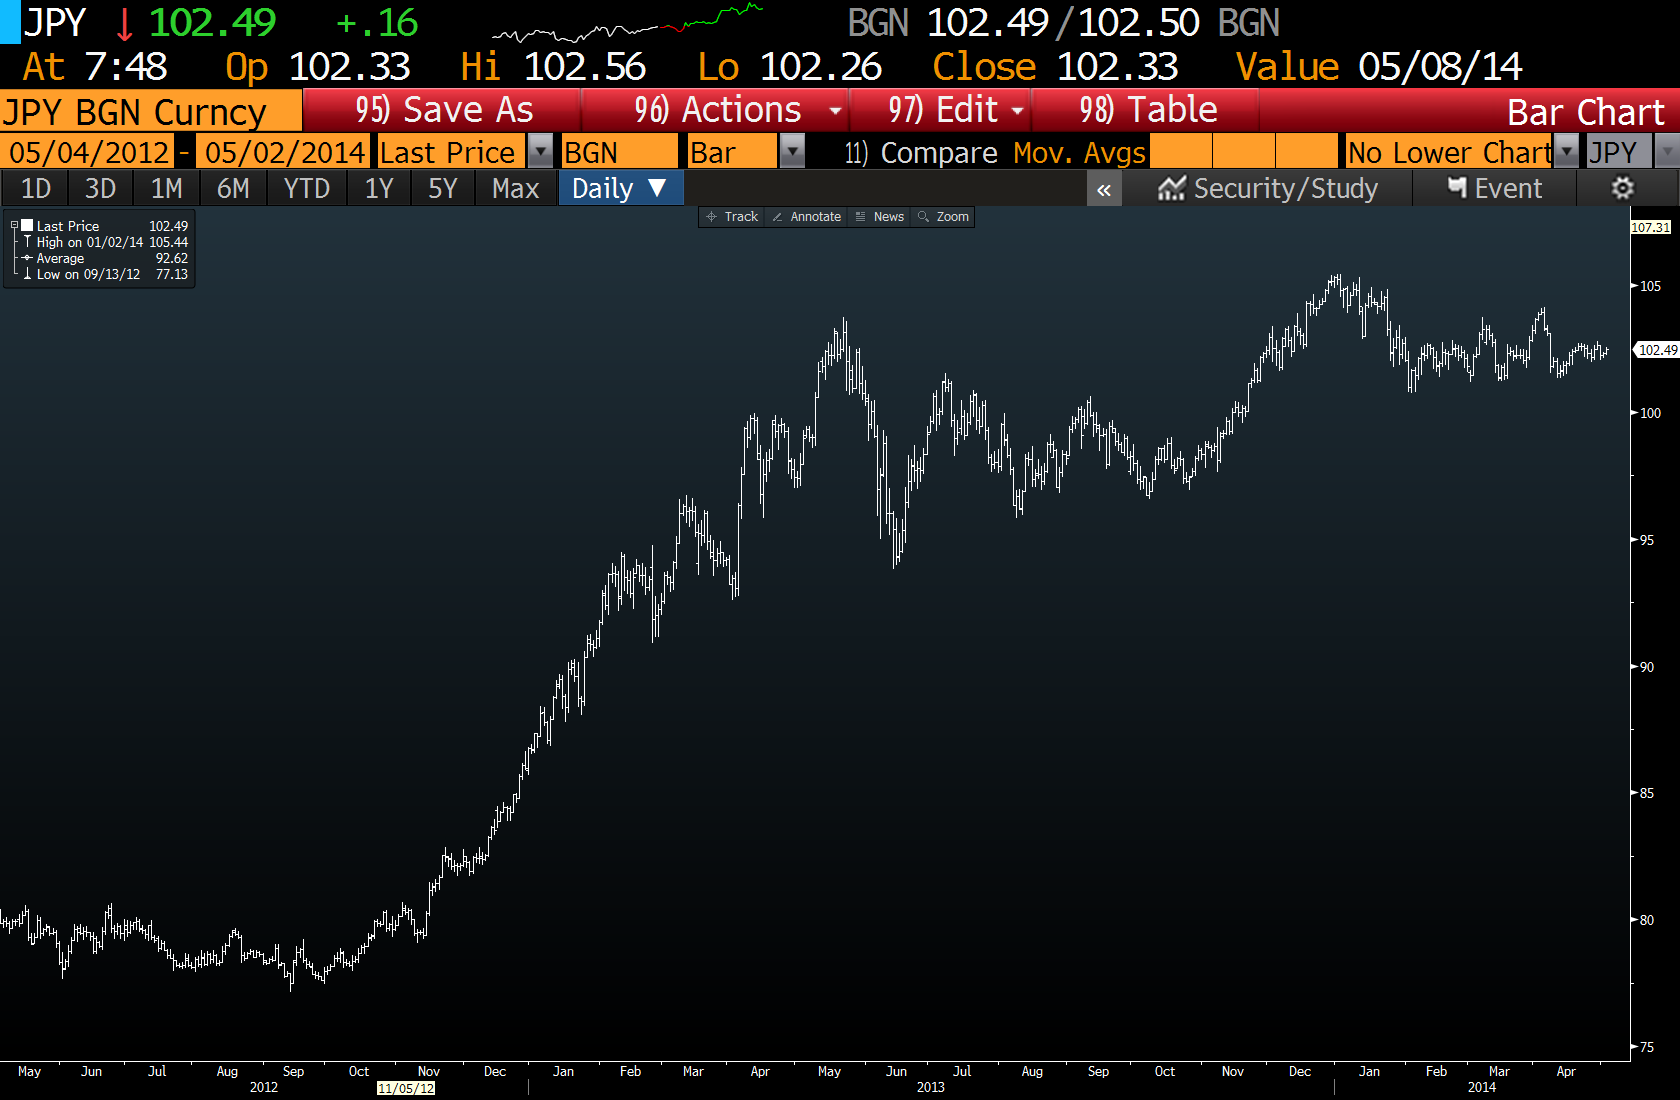 JPY ↓ 102.49 +.16 BGN 102.49/102.50 BGN
At 7:48 Op 102.33 Hi 102.56 Lo 102.26 Close 102.33 Value 05/08/14
JPY BGN Curncy 95) Save As 96) Actions 97) Edit 98) Table Bar Chart
05/04/2012 - 05/02/2014 Last Price BGN Bar 11) Compare Mov. Avgs No Lower Chart JPY
1D 3D 1M 6M YTD 1Y 5Y Max Daily ▼ « Security/Study Event
Track Annotate News Zoom
Last Price 102.49
High on 01/02/14 105.44
Average 92.62
Low on 09/13/12 77.13
107.31
105
102.49
100
95
90
85
80
75
May Jun Jul Aug Sep Oct Nov Dec Jan Feb Mar Apr May Jun Jul Aug Sep Oct Nov Dec Jan Feb Mar Apr
2012 11/05/12 2013 2014